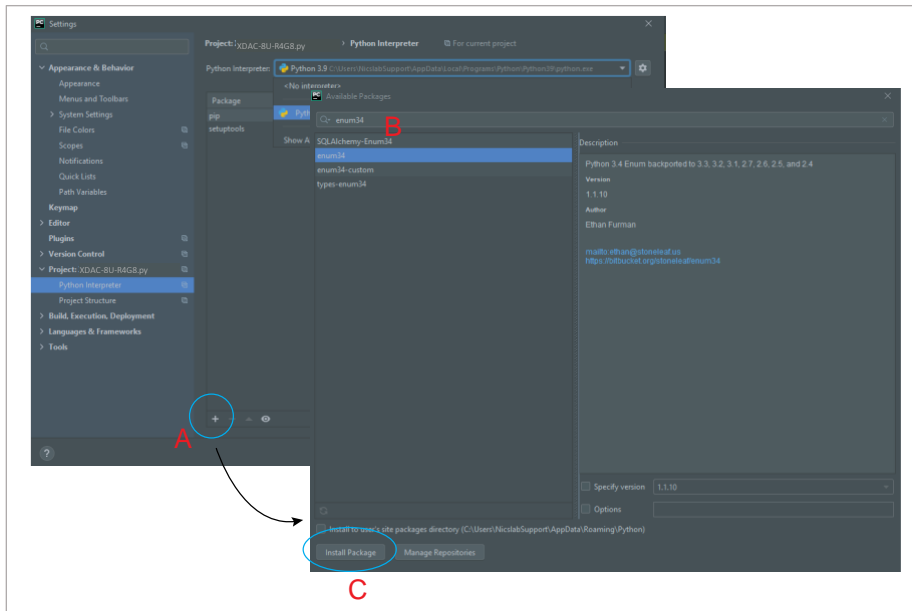 Settings
Project: XDAC-8U-R4G8.py > Python Interpreter For current project
Python Interpreter: Python 3.9 C:\Users\NicslabSupport\AppData\Local\Programs\Python\Python39\python.exe
<No interpreter>
Package
Pyth
pip
setuptools
Show A
Appearance & Behavior
Appearance
Menus and Toolbars
System Settings
File Colors
Scopes
Notifications
Quick Lists
Path Variables
Keymap
Editor
Plugins
Version Control
Project: XDAC-8U-R4G8.py
Python Interpreter
Project Structure
Build, Execution, Deployment
Languages & Frameworks
Tools
A
?
Available Packages
enum34
B
SQLAlchemy-Enum34
enum34
enum34-custom
types-enum34
Description
Python 3.4 Enum backported to 3.3, 3.2, 3.1, 2.7, 2.6, 2.5, and 2.4
Version
1.1.10
Author
Ethan Furman
mailto:ethan@stoneleaf.us
https://bitbucket.org/stoneleaf/enum34
Specify version 1.1.10
Options
Install to user's site packages directory (C:\Users\NicslabSupport\AppData\Roaming\Python)
Install Package
Manage Repositories
C